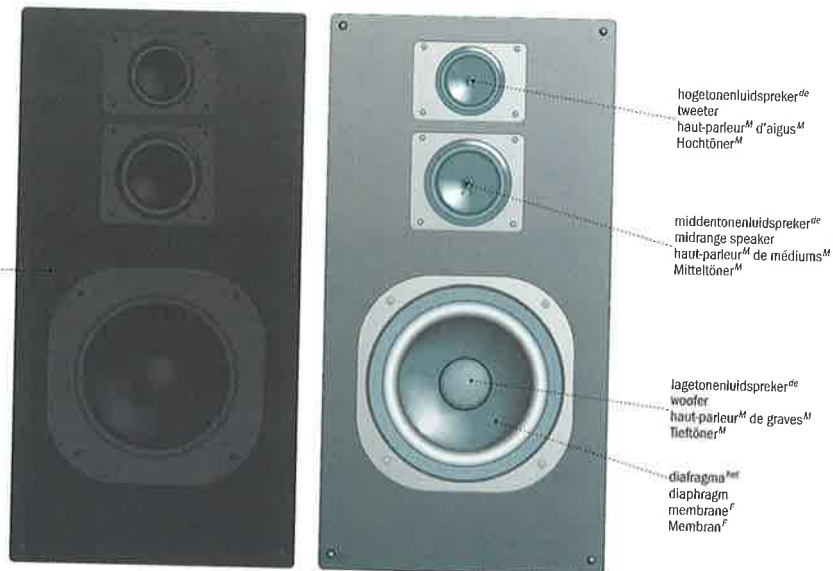 hogetonenluidspreker de
tweeter
haut-parleur M d'aigus M
Hochtöner M
middentonenluidspreker de
midrange speaker
haut-parleur M de médiums M
Mitteltöner M
lagetonenluidspreker de
woofer
haut-parleur M de graves M
Tieftöner M
diafragma het
diaphragm
membrane F
Membran F